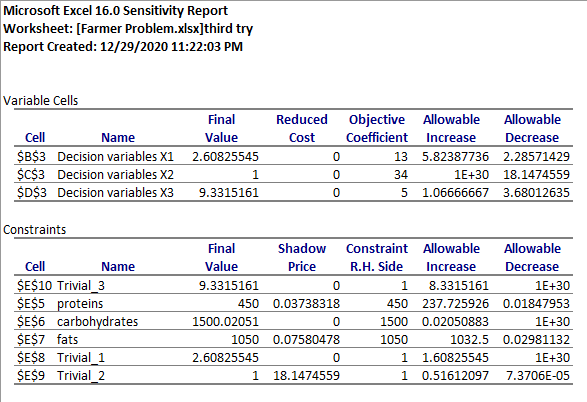 Microsoft Excel 16.0 Sensitivity Report
Worksheet: [Farmer Problem.xlsx]third try
Report Created: 12/29/2020 11:22:03 PM
Variable Cells
Final Reduced Objective Allowable Allowable
Cell Name Value Cost Coefficient Increase Decrease
$B$3 Decision variables X1 2.60825545 0 13 5.82387736 2.28571429
$C$3 Decision variables X2 1 0 34 1E+30 18.1474559
$D$3 Decision variables X3 9.3315161 0 5 1.06666667 3.68012635
Constraints
Final Shadow Constraint Allowable Allowable
Cell Name Value Price R.H. Side Increase Decrease
$E$10 Trivial_3 9.3315161 0 1 8.3315161 1E+30
$E$5 proteins 450 0.03738318 450 237.725926 0.01847953
$E$6 carbohydrates 1500.02051 0 1500 0.02050883 1E+30
$E$7 fats 1050 0.07580478 1050 1032.5 0.02981132
$E$8 Trivial_1 2.60825545 0 1 1.60825545 1E+30
$E$9 Trivial_2 1 18.1474559 1 0.51612097 7.3706E-05